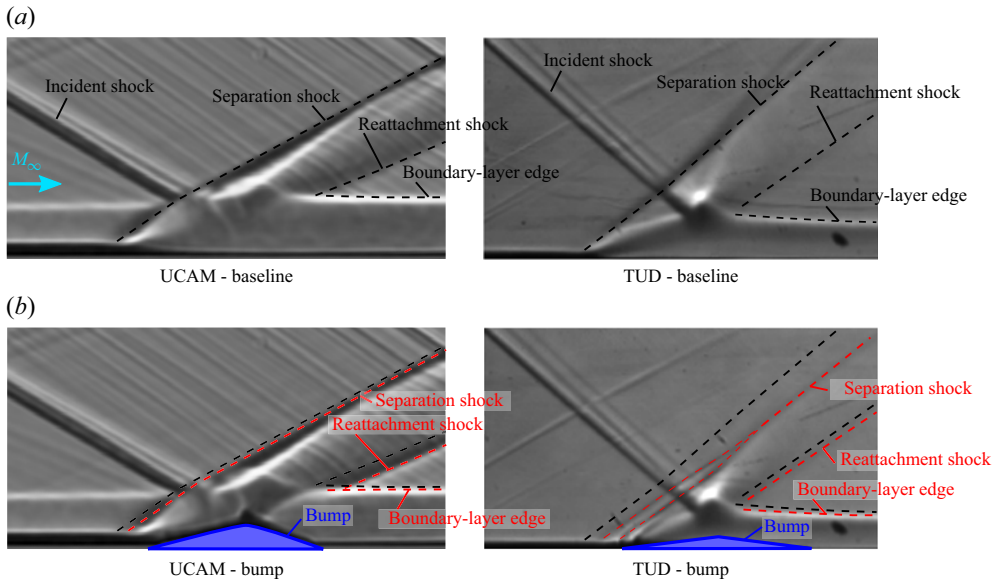 (a)
Incident shock
Separation shock
Reattachment shock
Boundary-layer edge
M∞
UCAM - baseline
Incident shock
Separation shock
Reattachment shock
Boundary-layer edge
TUD - baseline
(b)
Separation shock
Reattachment shock
Boundary-layer edge
Bump
UCAM - bump
Separation shock
Reattachment shock
Boundary-layer edge
Bump
TUD - bump